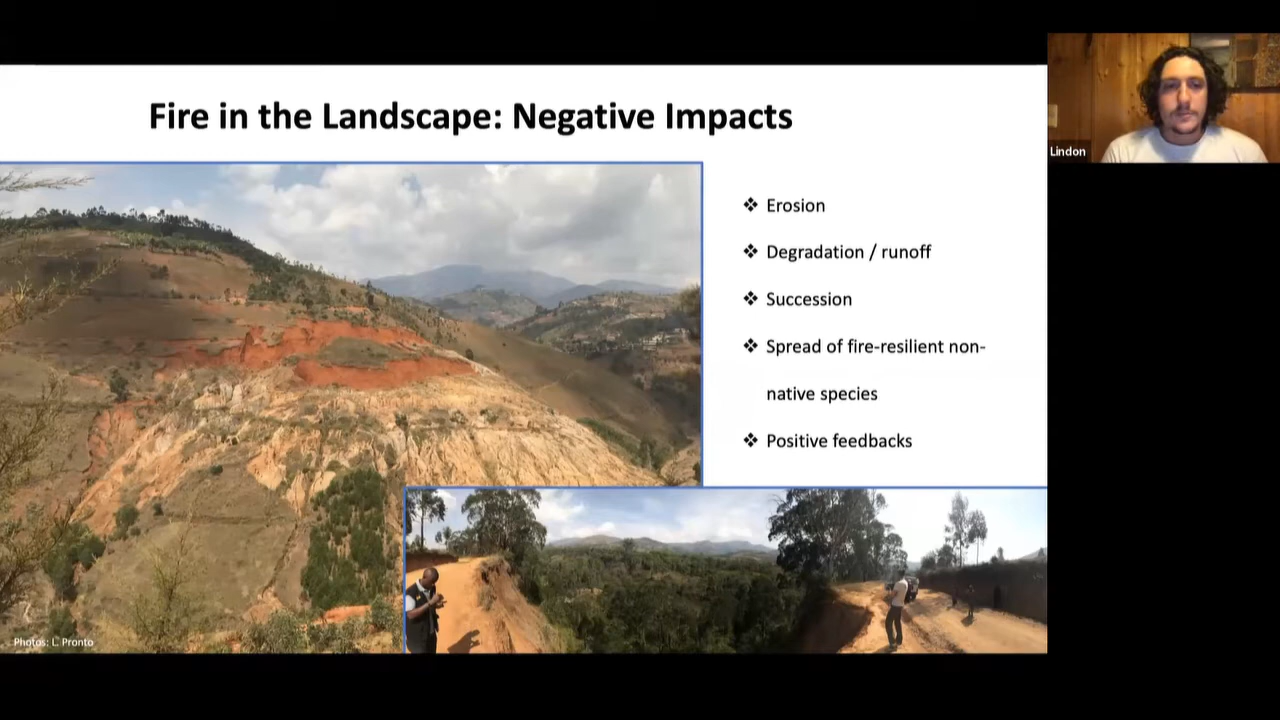 Fire in the Landscape: Negative Impacts
Lindon
❖ Erosion
❖ Degradation / runoff
❖ Succession
❖ Spread of fire-resilient non-
native species
❖ Positive feedbacks
Photos: L. Pronto